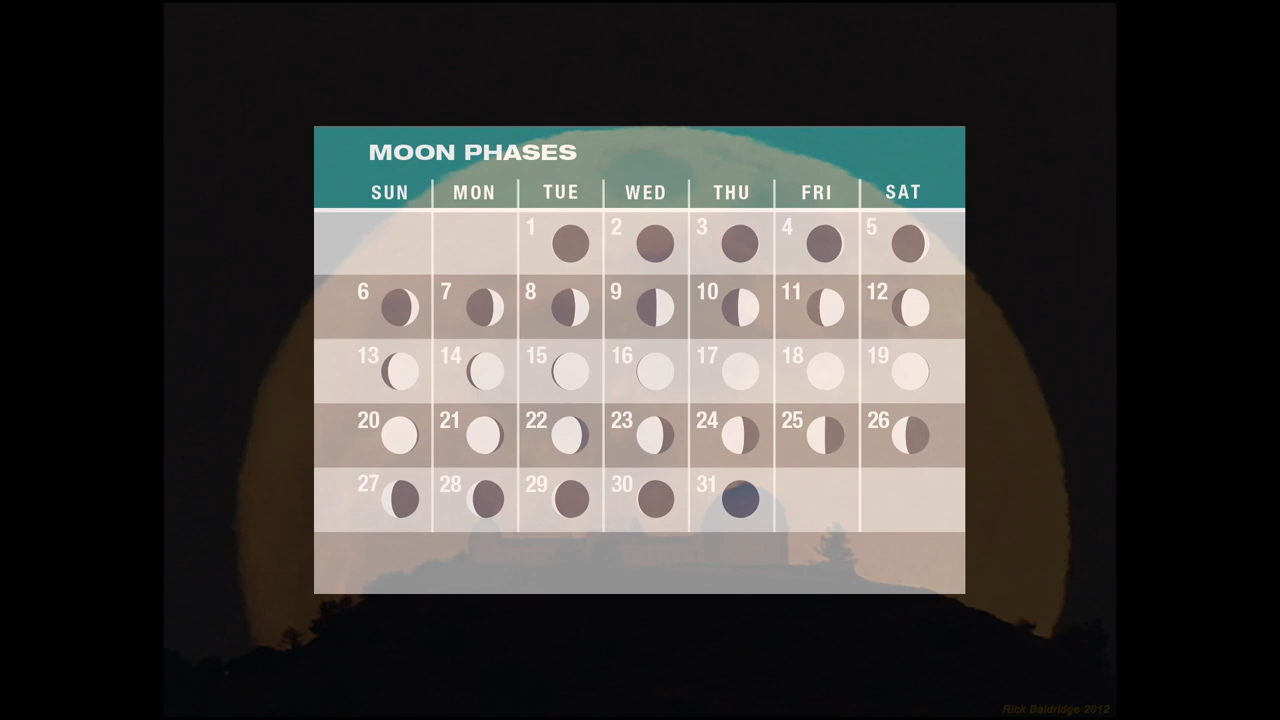 MOON PHASES
SUN MON TUE WED THU FRI SAT
1 2 3 4 5
6 7 8 9 10 11 12
13 14 15 16 17 18 19
20 21 22 23 24 25 26
27 28 29 30 31
Rick Baldridge 2012